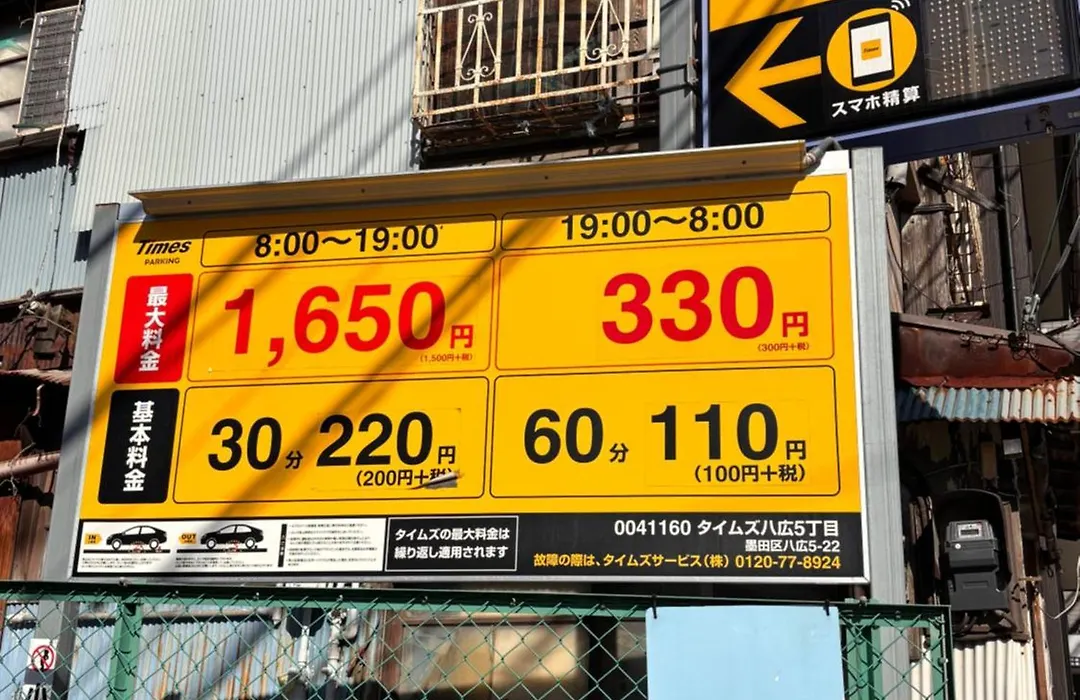 スマホ精算
Times
PARKING
8:00〜19:00
19:00〜8:00
最大料金
1,650円
(1,500円+税)
330円
(300円+税)
基本料金
30分 220円
(200円+税)
60分 110円
(100円+税)
IN
OUT
タイムズの最大料金は
繰り返し適用されます
0041160 タイムズ八広5丁目
墨田区八広5-22
故障の際は、タイムズサービス(株) 0120-77-8924